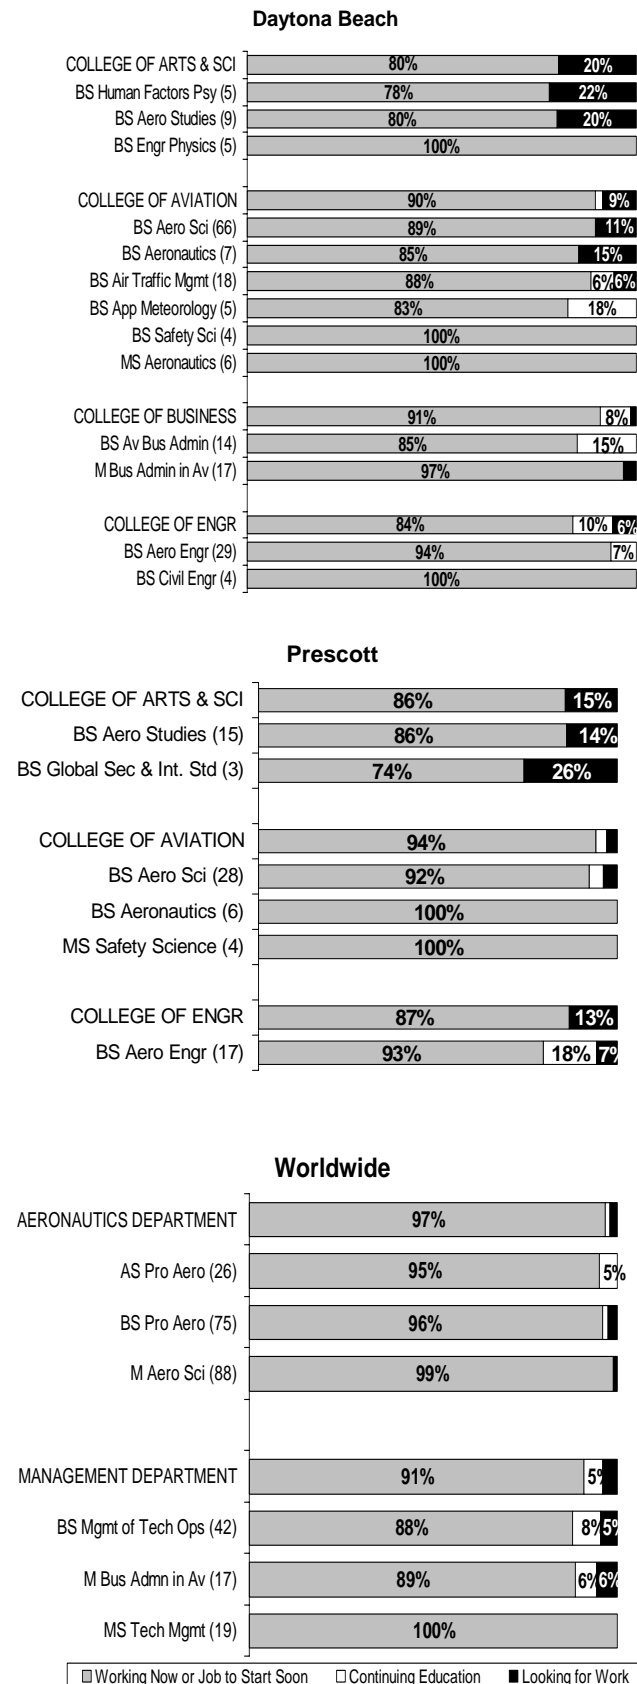 Daytona Beach
COLLEGE OF ARTS & SCI 80% 20%
BS Human Factors Psy (5) 78% 22%
BS Aero Studies (9) 80% 20%
BS Engr Physics (5) 100%
COLLEGE OF AVIATION 90% 9%
BS Aero Sci (66) 89% 11%
BS Aeronautics (7) 85% 15%
BS Air Traffic Mgmt (18) 88% 6% 6%
BS App Meteorology (5) 83% 18%
BS Safety Sci (4) 100%
MS Aeronautics (6) 100%
COLLEGE OF BUSINESS 91% 8%
BS Av Bus Admin (14) 85% 15%
M Bus Admin in Av (17) 97%
COLLEGE OF ENGR 84% 10% 6%
BS Aero Engr (29) 94% 7%
BS Civil Engr (4) 100%
Prescott
COLLEGE OF ARTS & SCI 86% 15%
BS Aero Studies (15) 86% 14%
BS Global Sec & Int. Std (3) 74% 26%
COLLEGE OF AVIATION 94%
BS Aero Sci (28) 92%
BS Aeronautics (6) 100%
MS Safety Science (4) 100%
COLLEGE OF ENGR 87% 13%
BS Aero Engr (17) 93% 18% 7%
Worldwide
AERONAUTICS DEPARTMENT 97%
AS Pro Aero (26) 95% 5%
BS Pro Aero (75) 96%
M Aero Sci (88) 99%
MANAGEMENT DEPARTMENT 91% 5%
BS Mgmt of Tech Ops (42) 88% 8% 5%
M Bus Admn in Av (17) 89% 6% 6%
MS Tech Mgmt (19) 100%
Working Now or Job to Start Soon Continuing Education Looking for Work